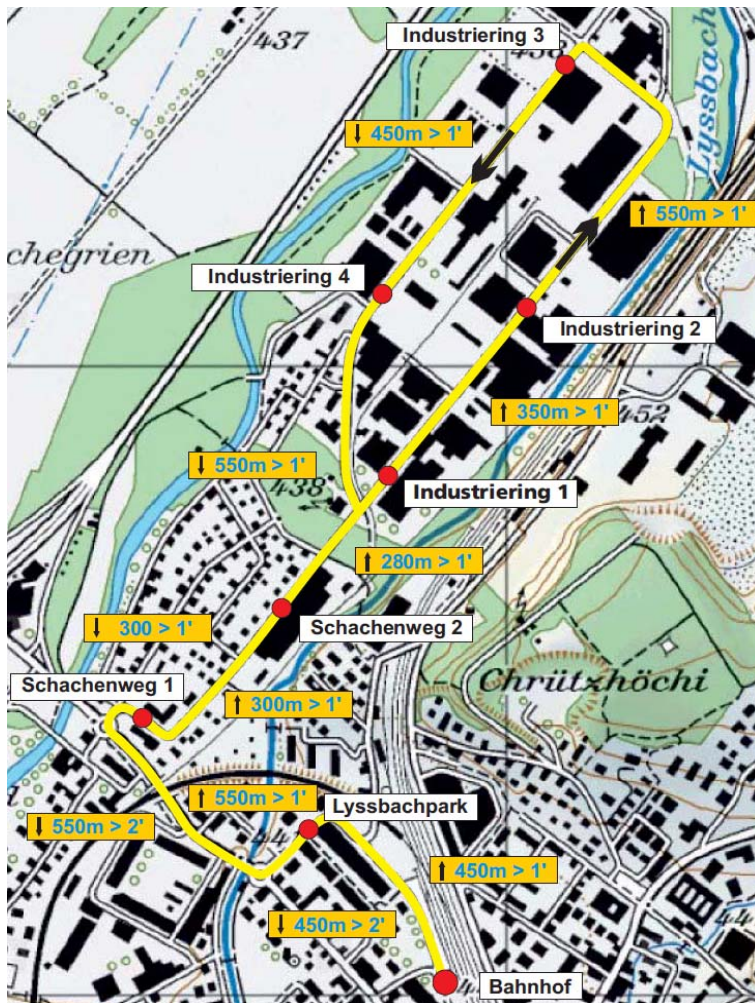 Industriering 3
437
438
Lyssbach
↓ 450m > 1'
↑ 550m > 1'
chegrien
Industriering 4
Industriering 2
↑ 350m > 1'
452
↓ 550m > 1'
438
Industriering 1
↑ 280m > 1'
↓ 300 > 1'
Schachenweg 2
Schachenweg 1
Chrützhöchi
↑ 300m > 1'
↑ 550m > 1'
Lyssbachpark
↓ 550m > 2'
↑ 450m > 1'
↓ 450m > 2'
Bahnhof